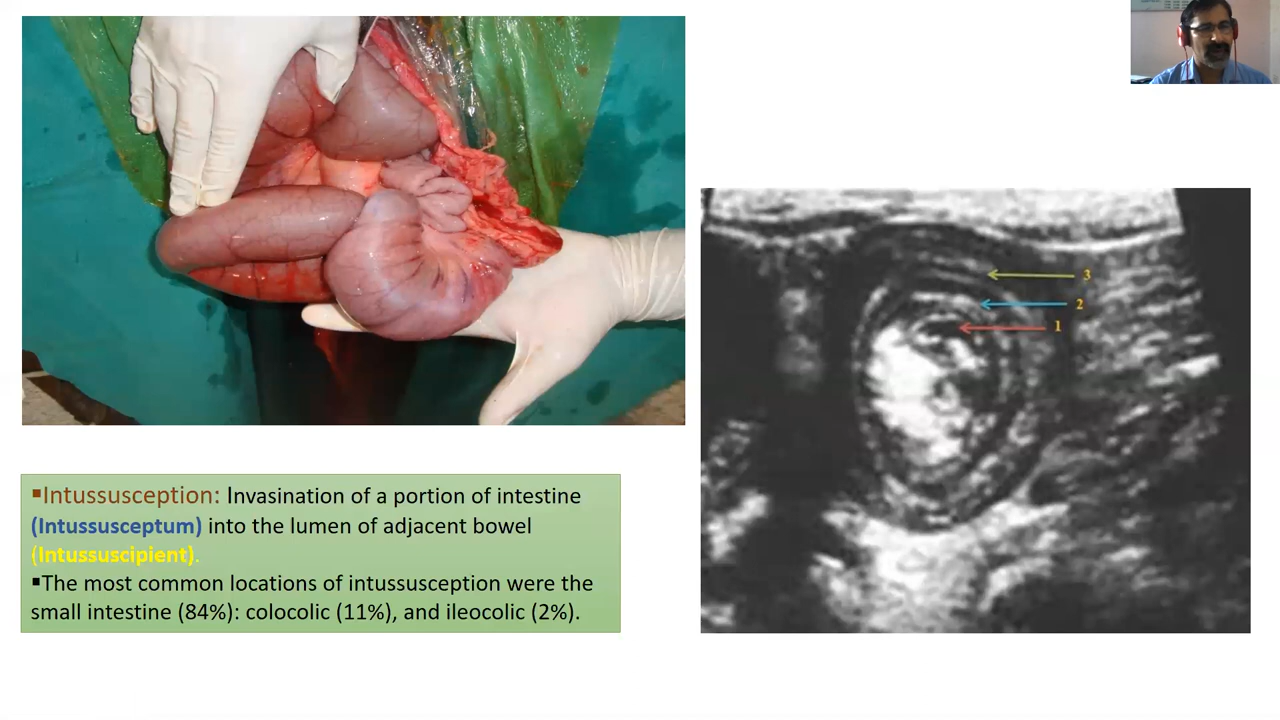 3
2
1
▪Intussusception: Invasination of a portion of intestine
(Intussusceptum) into the lumen of adjacent bowel
(Intussuscipient).
▪The most common locations of intussusception were the
small intestine (84%): colocolic (11%), and ileocolic (2%).